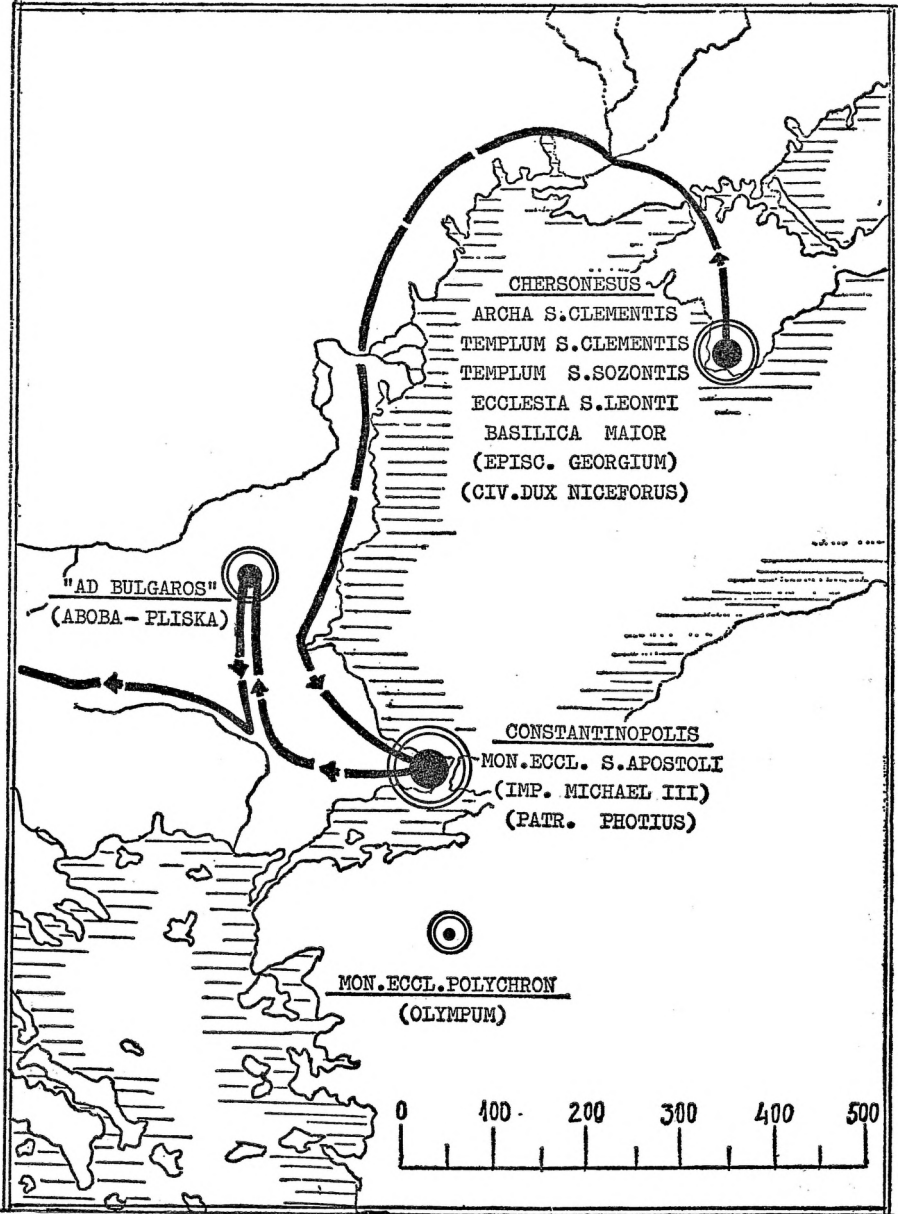 CHERSONESUS
ARCHA S.CLEMENTIS
TEMPLUM S.CLEMENTIS
TEMPLUM S.SOZONTIS
ECCLESIA S.LEONTI
BASILICA MAIOR
(EPISC. GEORGIUM)
(CIV.DUX NICEFORUS)
"AD BULGAROS"
(ABOBA-PLISKA)
CONSTANTINOPOLIS
MON.ECCL. S.APOSTOLI
(IMP. MICHAEL III)
(PATR. PHOTIUS)
MON.ECCL.POLYCHRON
(OLYMPUM)
0 100 200 300 400 500